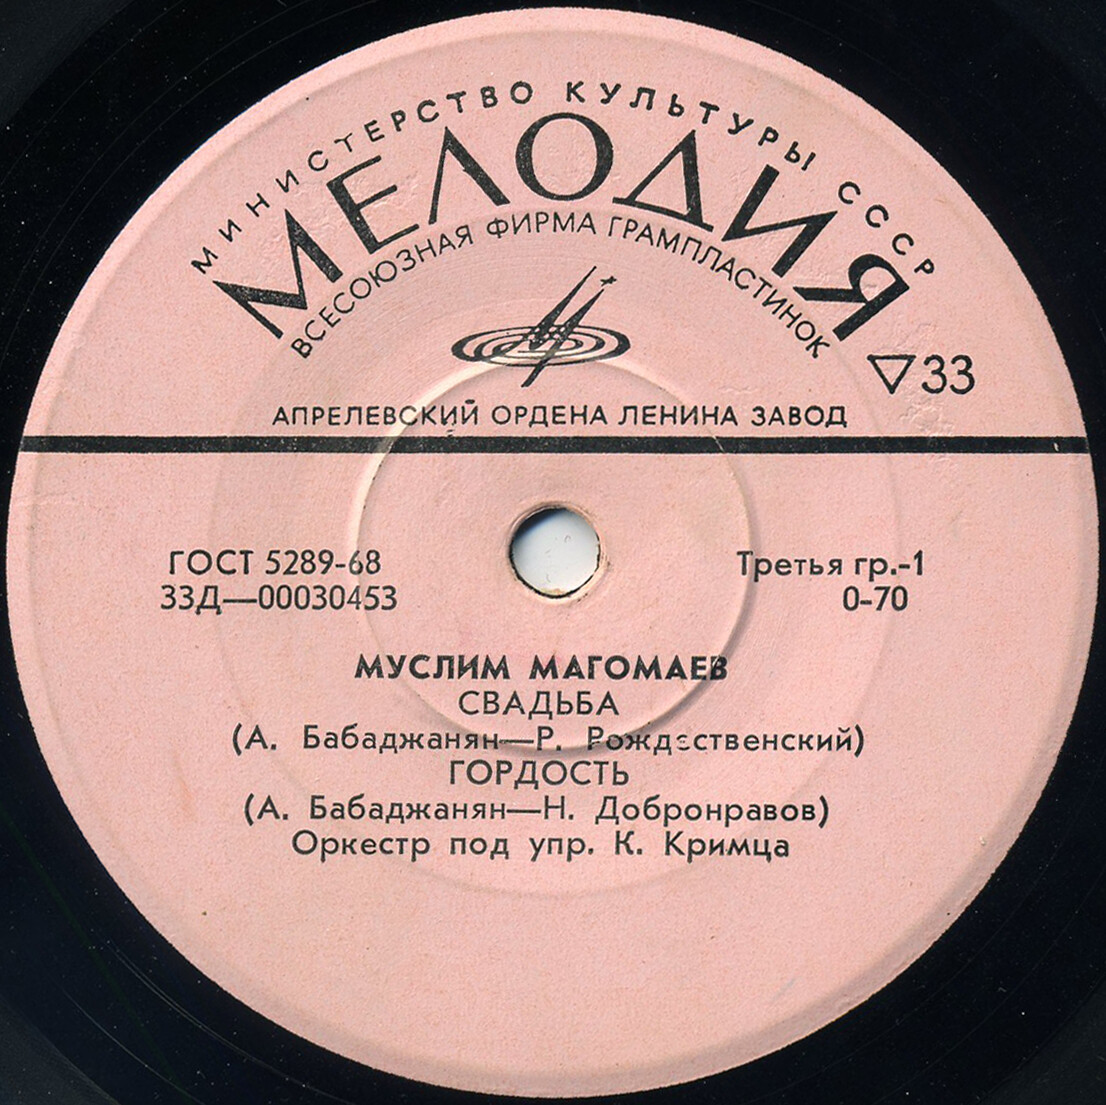 МИНИСТЕРСТВО КУЛЬТУРЫ СССР
МЕЛОДИЯ
ВСЕСОЮЗНАЯ ФИРМА ГРАМПЛАСТИНОК
33
АПРЕЛЕВСКИЙ ОРДЕНА ЛЕНИНА ЗАВОД
ГОСТ 5289-68
33Д—00030453
Третья гр.-1
0-70
МУСЛИМ МАГОМАЕВ
СВАДЬБА
(А. Бабаджанян—Р. Рождественский)
ГОРДОСТЬ
(А. Бабаджанян—Н. Добронравов)
Оркестр под упр. К. Кримца